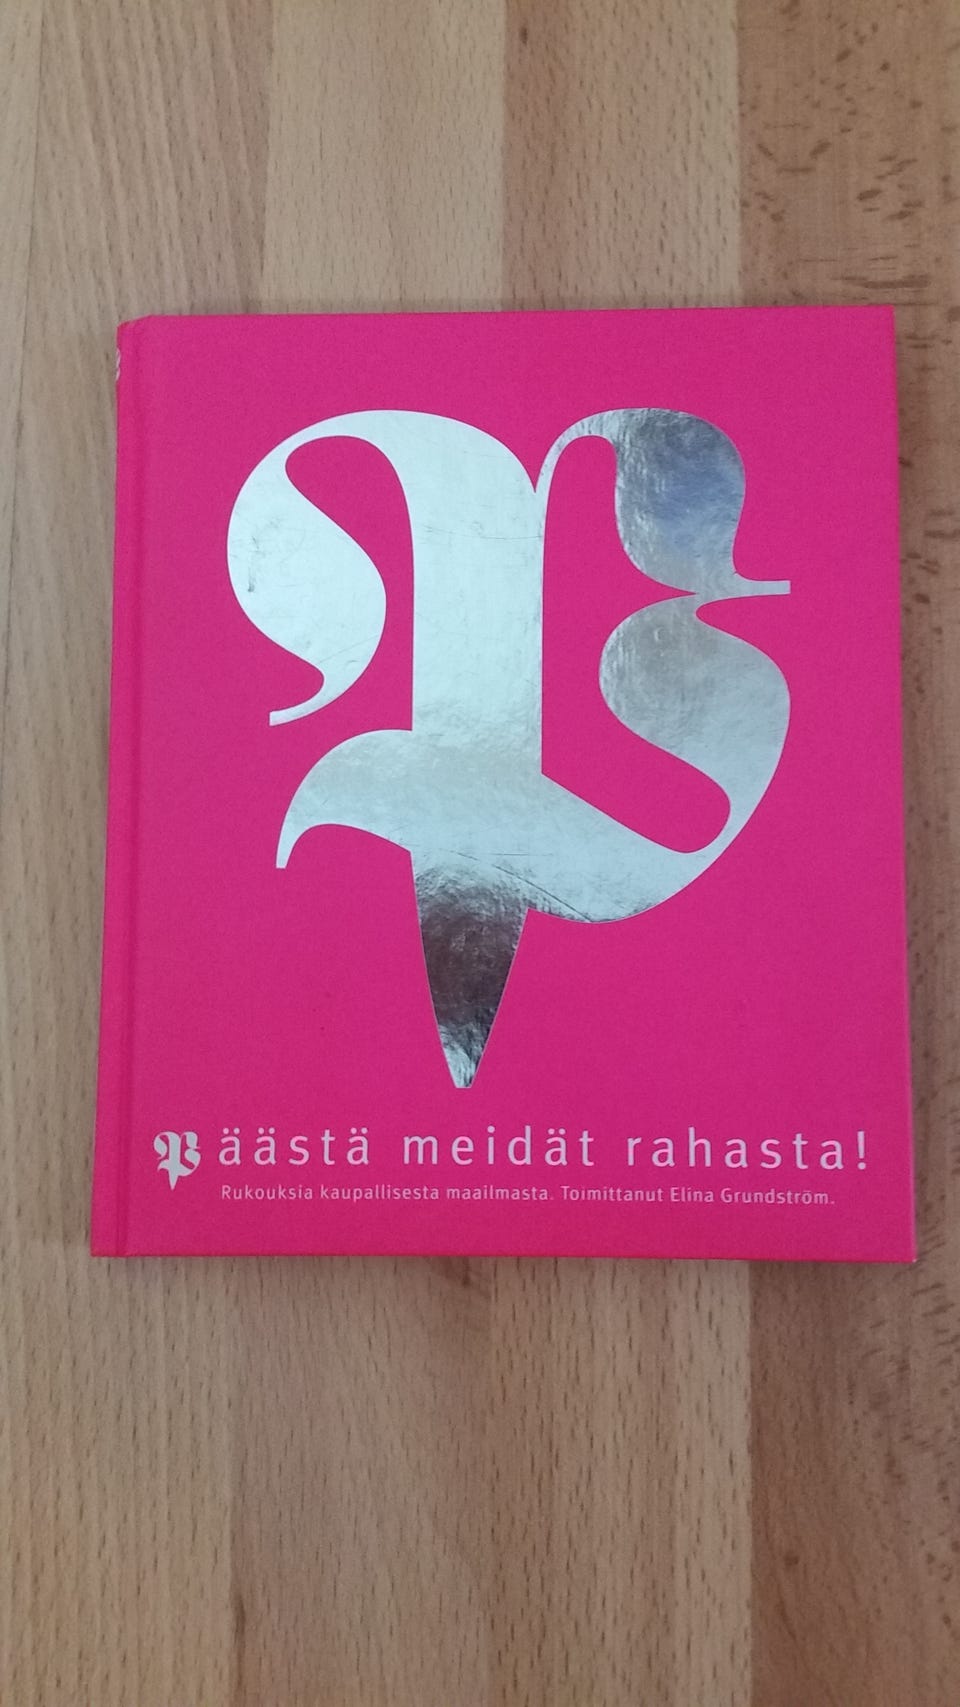 P
Päästä meidät rahasta!
Rukouksia kaupallisesta maailmasta. Toimittanut Elina Grundström.